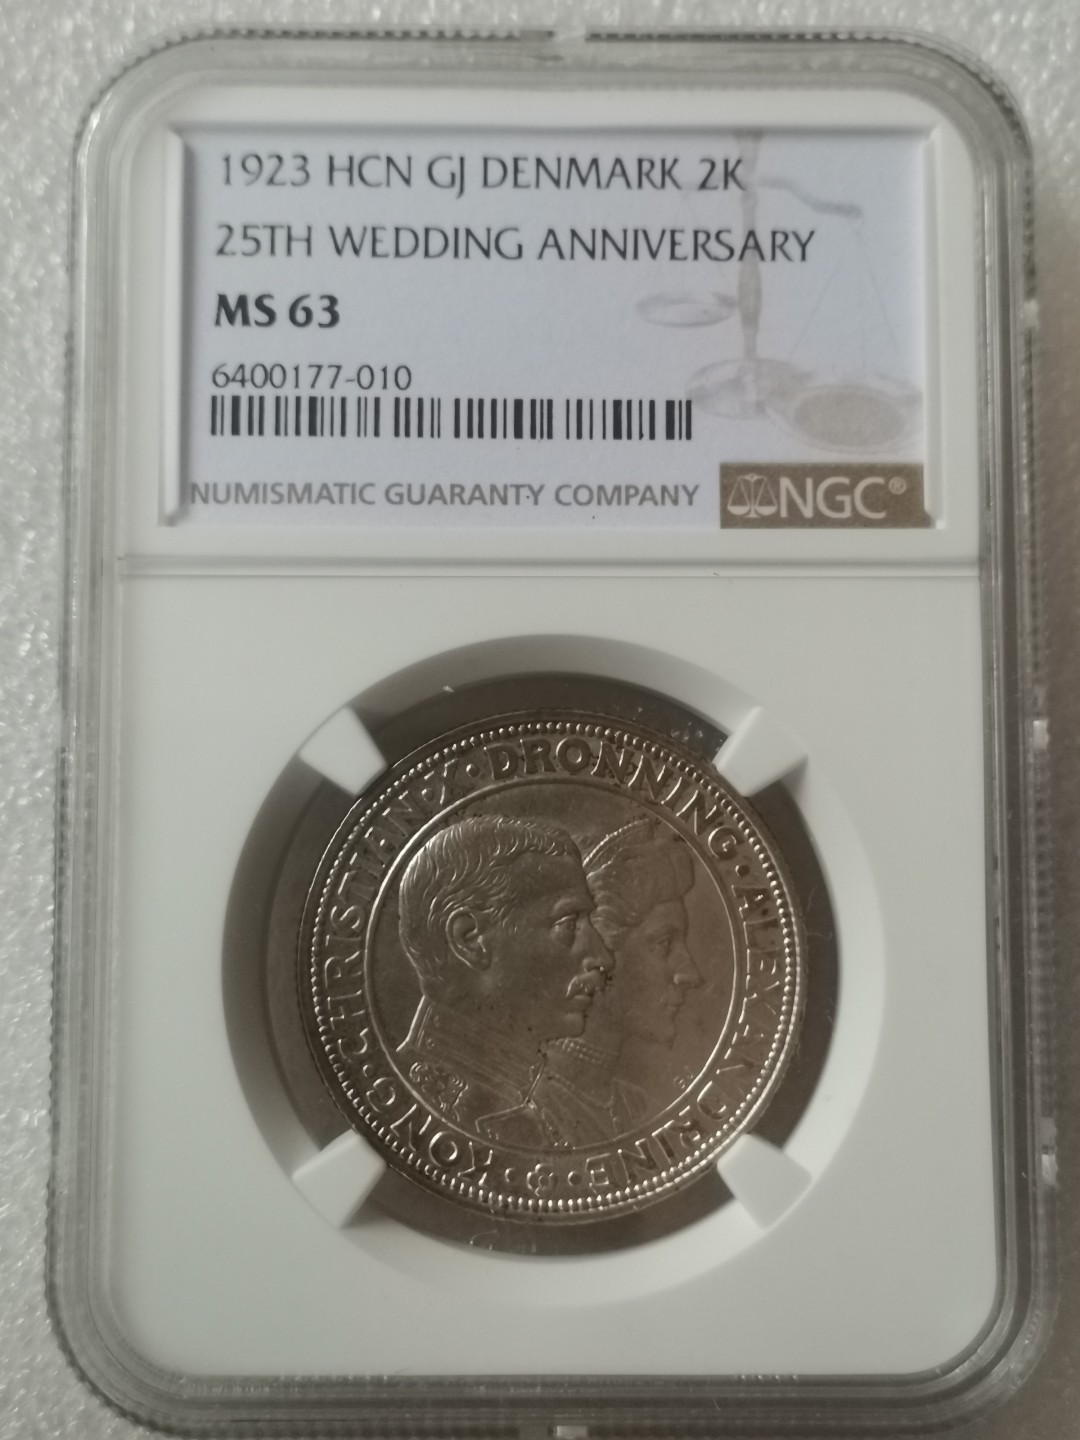 1923 HCN GJ DENMARK 2K
25TH WEDDING ANNIVERSARY
MS 63
6400177-010
NUMISMATIC GUARANTY COMPANY
NGC®
KONG·CHRISTIAN·X·DRONNING·ALEXANDRINE·